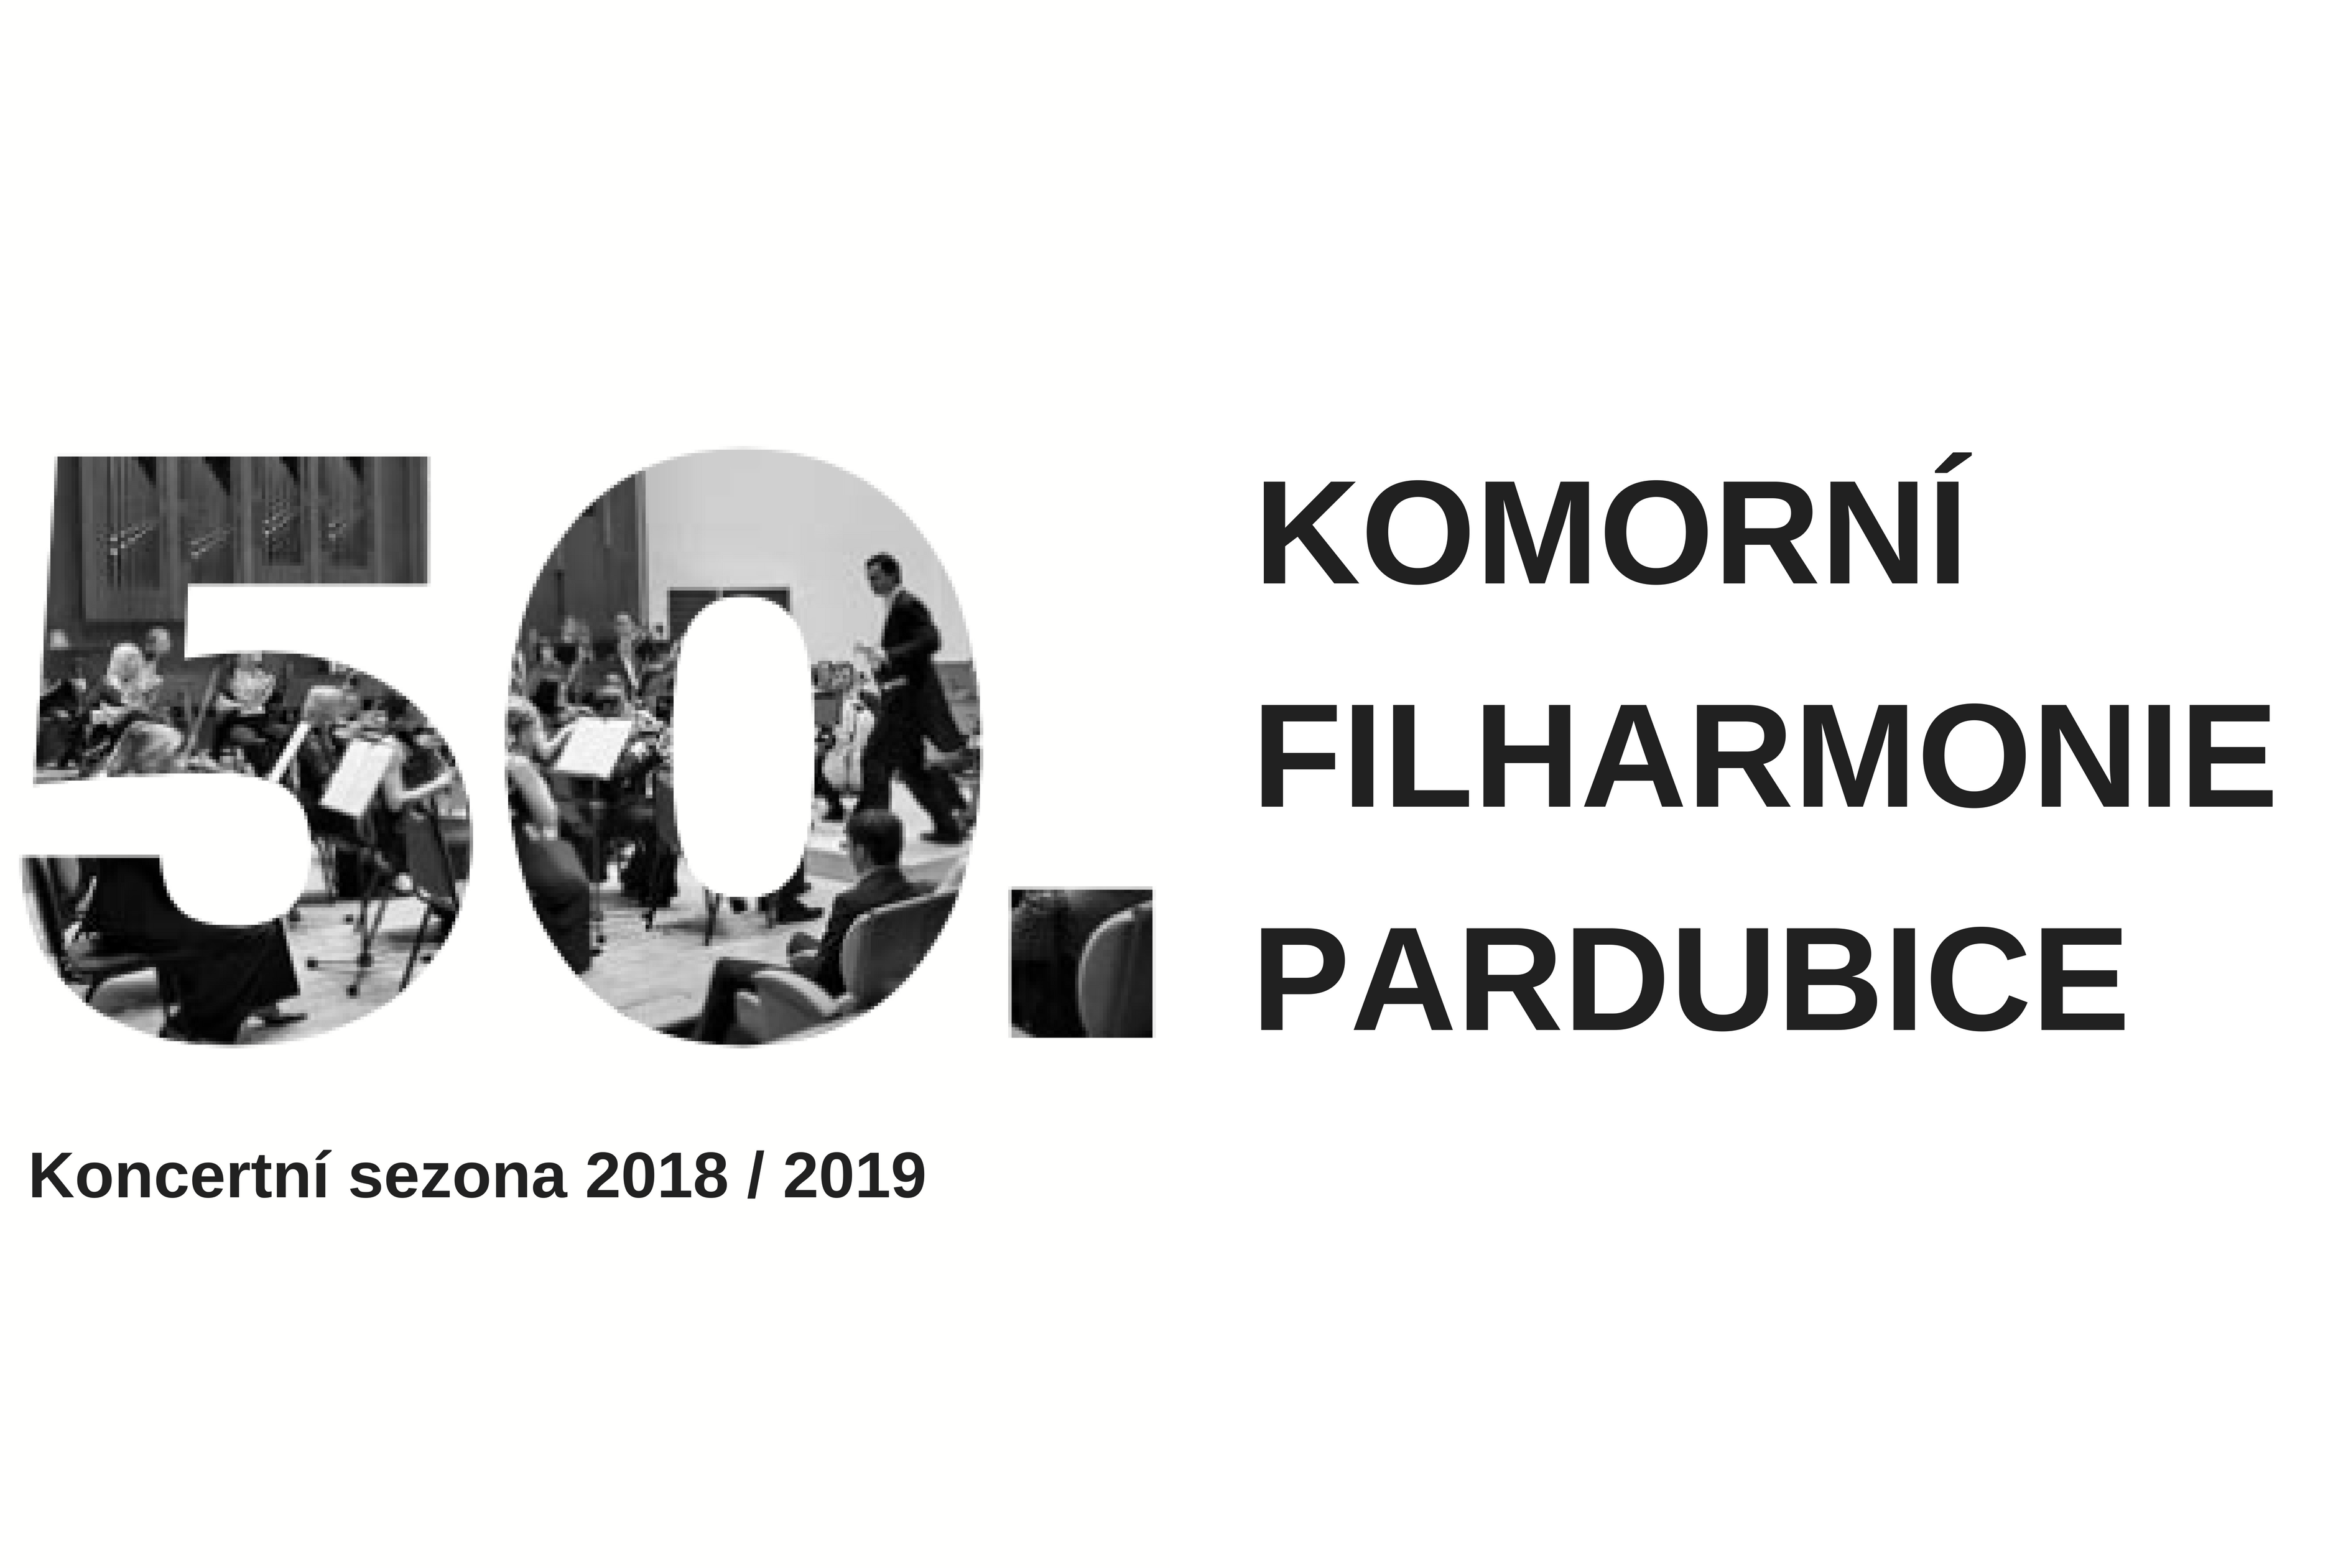 50.
KOMORNÍ
FILHARMONIE
PARDUBICE
Koncertní sezona 2018 / 2019